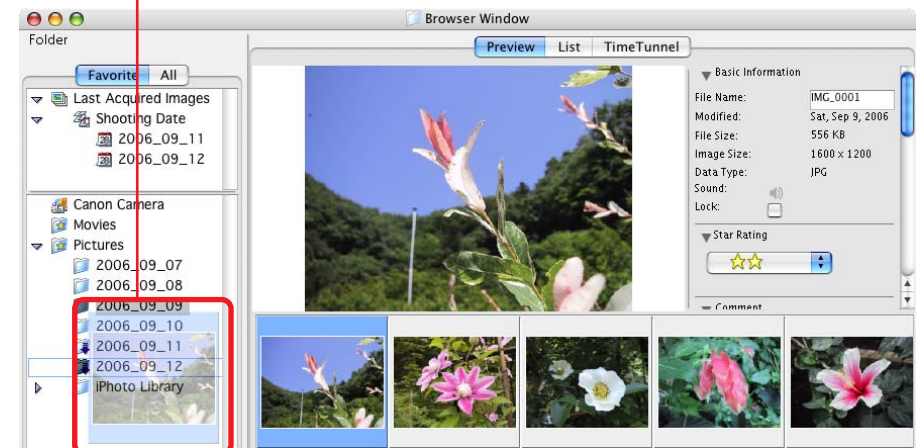 Browser Window
Folder
Preview List TimeTunnel
Favorite All
Last Acquired Images
Shooting Date
2006_09_11
2006_09_12
Canon Camera
Movies
Pictures
2006_09_07
2006_09_08
2006_09_09
2006_09_10
2006_09_11
2006_09_12
iPhoto Library
Basic Information
File Name: IMG_0001
Modified: Sat, Sep 9, 2006
File Size: 556 KB
Image Size: 1600 x 1200
Data Type: JPG
Sound:
Lock:
Star Rating
Comment